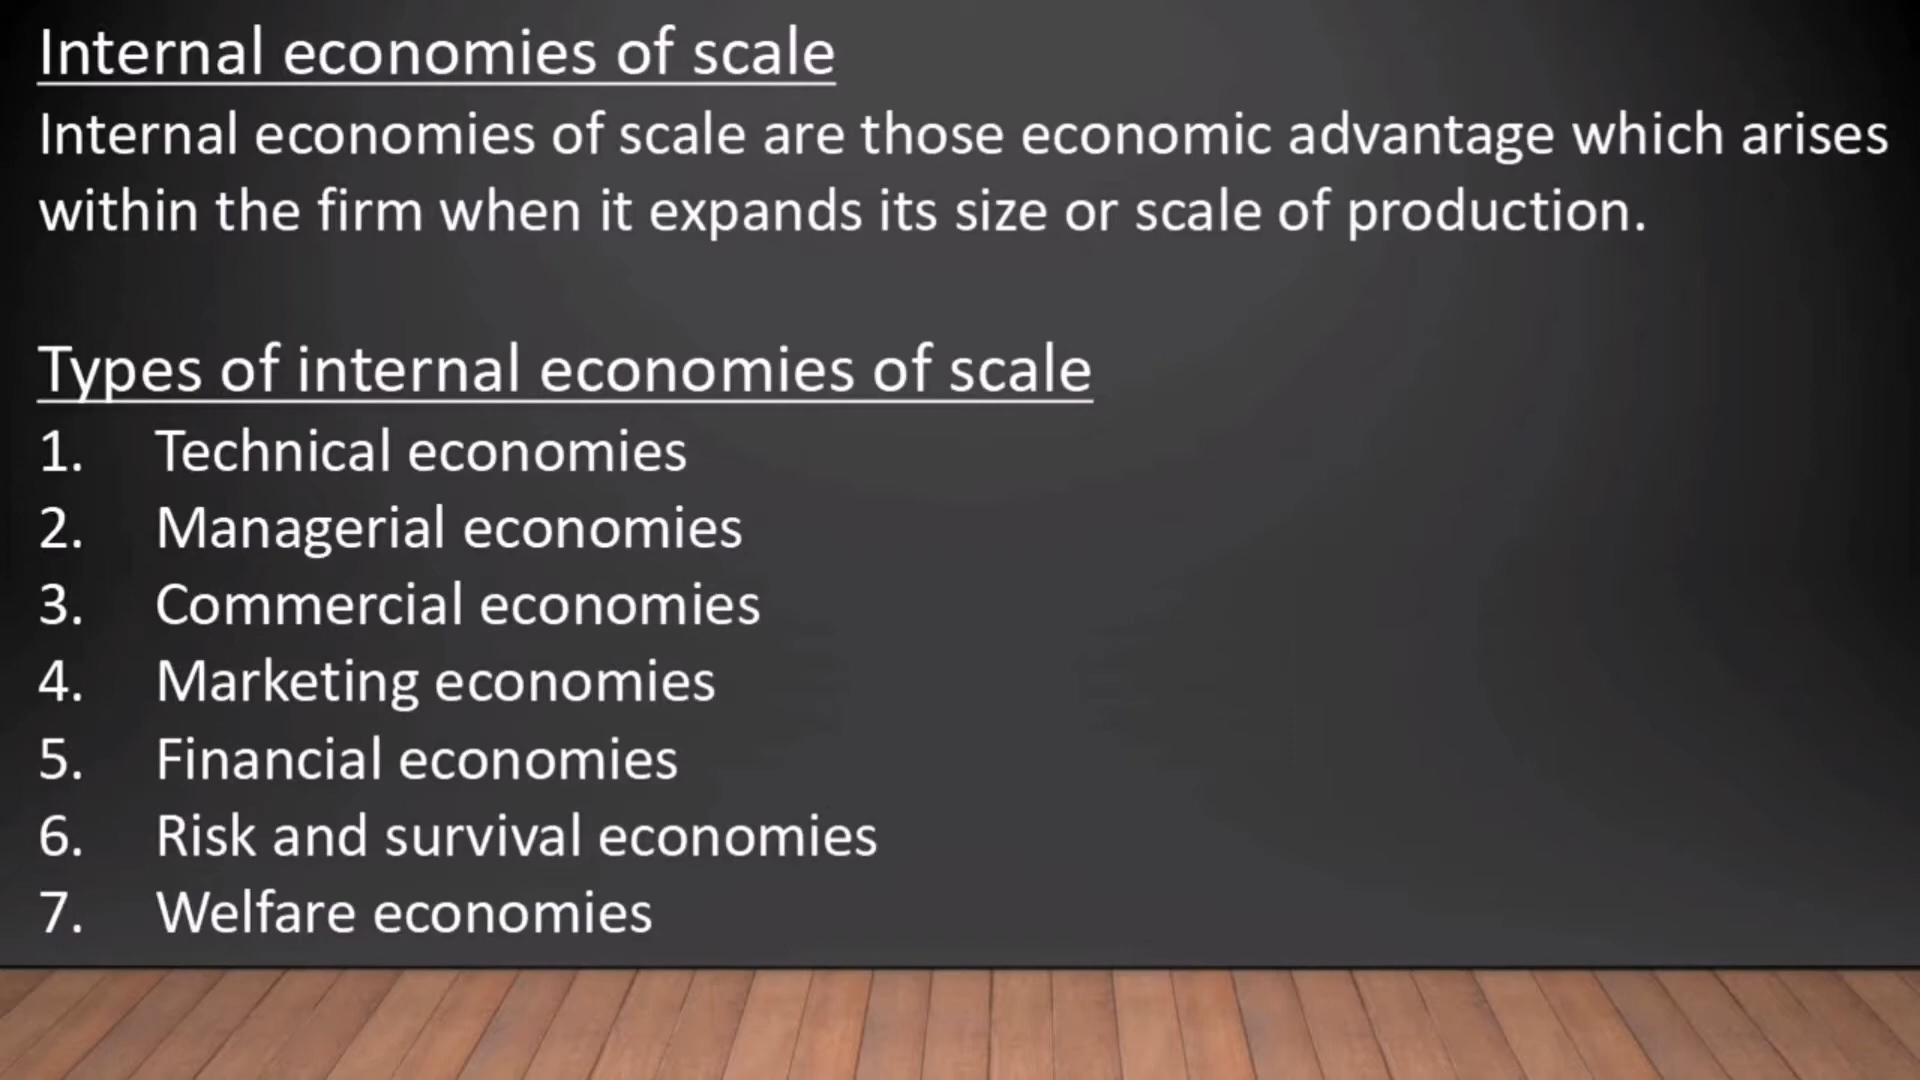 Internal economies of scale
Internal economies of scale are those economic advantage which arises
within the firm when it expands its size or scale of production.
Types of internal economies of scale
1. Technical economies
2. Managerial economies
3. Commercial economies
4. Marketing economies
5. Financial economies
6. Risk and survival economies
7. Welfare economies